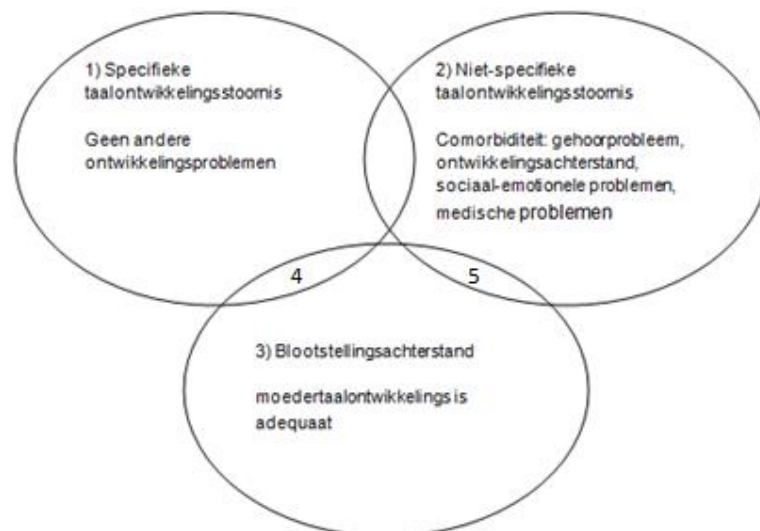 1) Specifieke
taalontwikkelingsstoornis
Geen andere
ontwikkelingsproblemen
2) Niet-specifieke
taalontwikkelingsstoornis
Comorbiditeit: gehoorprobleem,
ontwikkelingsachterstand,
sociaal-emotionele problemen,
medische problemen
4
5
3) Blootstellingsachterstand
moedertaalontwikkelings is
adequaat